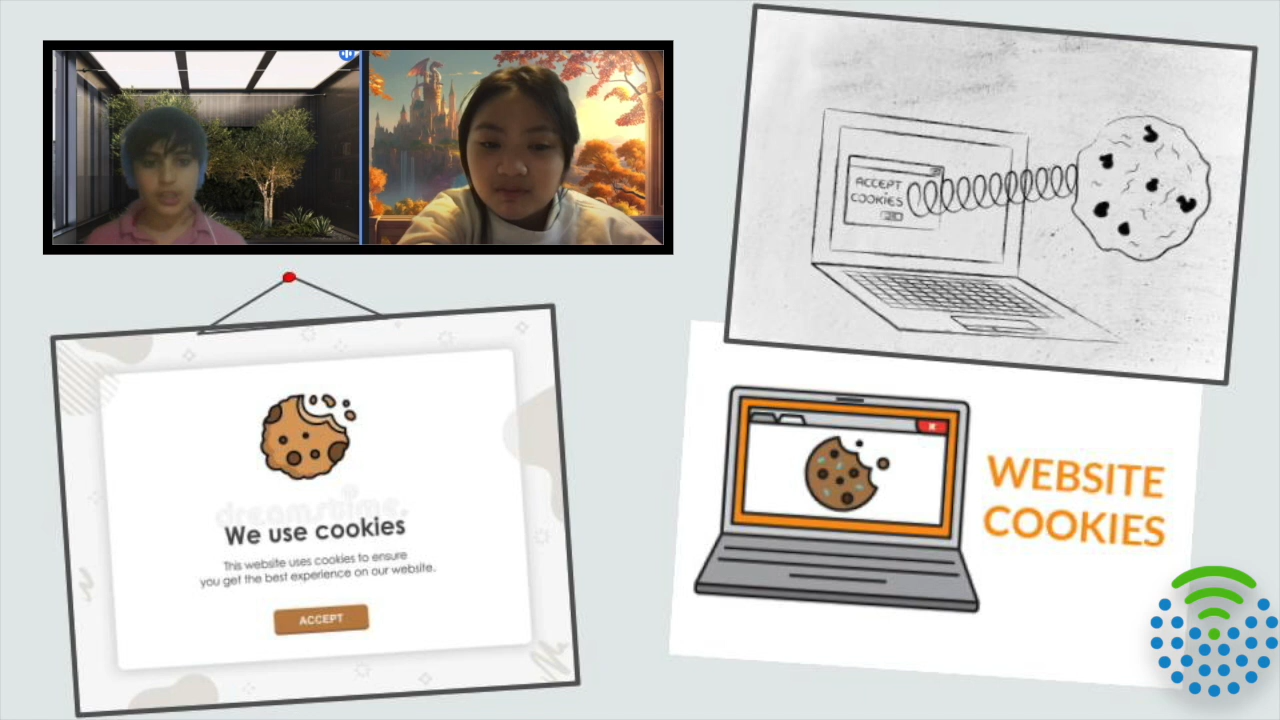 ACCEPT
COOKIES
dreamstime
We use cookies
This website uses cookies to ensure
you get the best experience on our website.
ACCEPT
WEBSITE
COOKIES